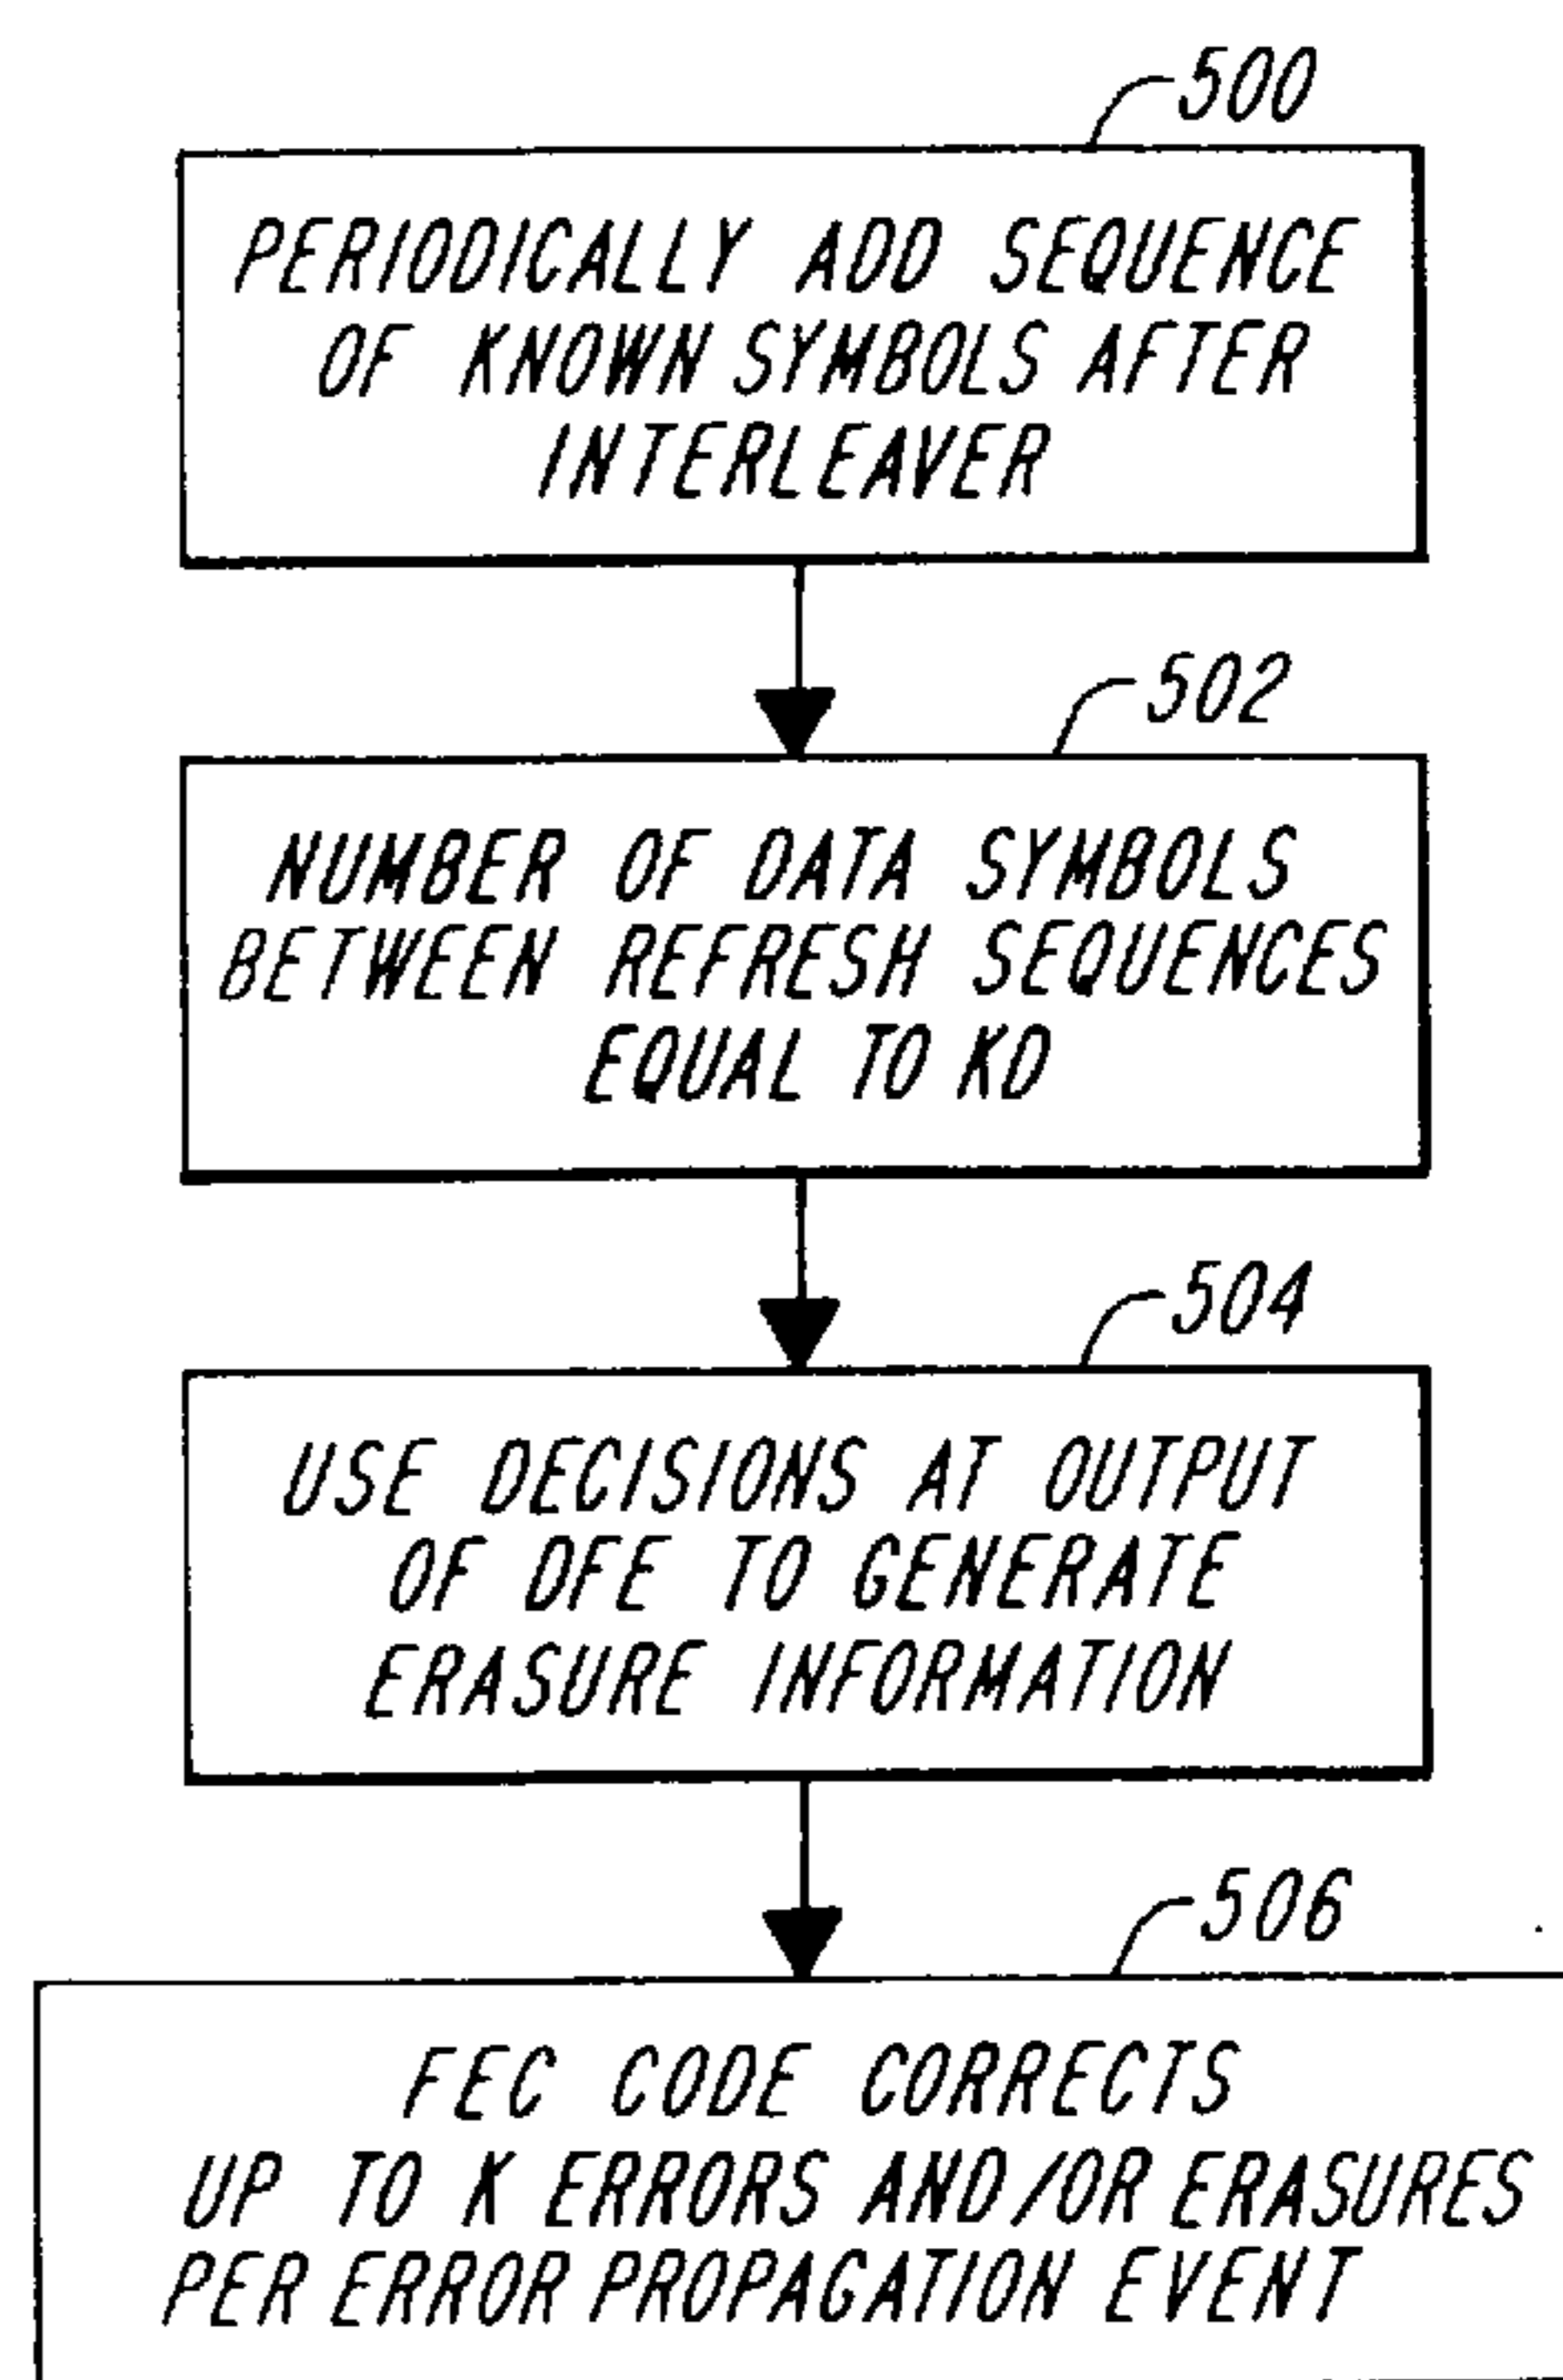 500
PERIODICALLY ADD SEQUENCE
OF KNOWN SYMBOLS AFTER
INTERLEAVER
502
NUMBER OF DATA SYMBOLS
BETWEEN REFRESH SEQUENCES
EQUAL TO KD
504
USE DECISIONS AT OUTPUT
OF DFE TO GENERATE
ERASURE INFORMATION
506
FEC CODE CORRECTS
UP TO K ERRORS AND/OR ERASURES
PER ERROR PROPAGATION EVENT